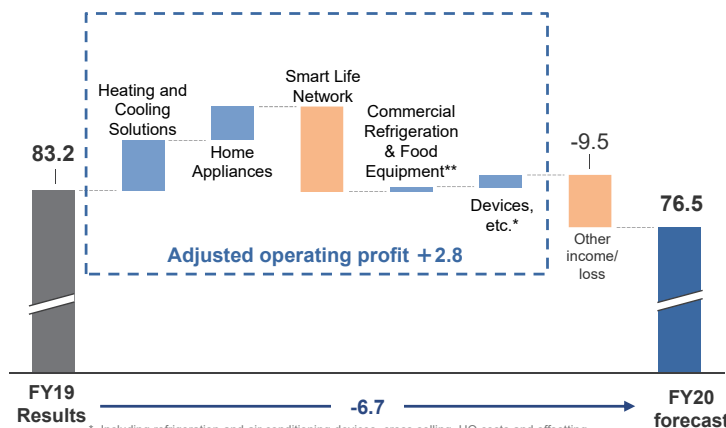 Heating and
Cooling
Solutions
Smart Life
Network
Home
Appliances
Commercial
Refrigeration
& Food
Equipment**
Devices,
etc.*
-9.5
83.2
76.5
Other
income/
loss
Adjusted operating profit +2.8
FY19
Results
-6.7
FY20
forecast